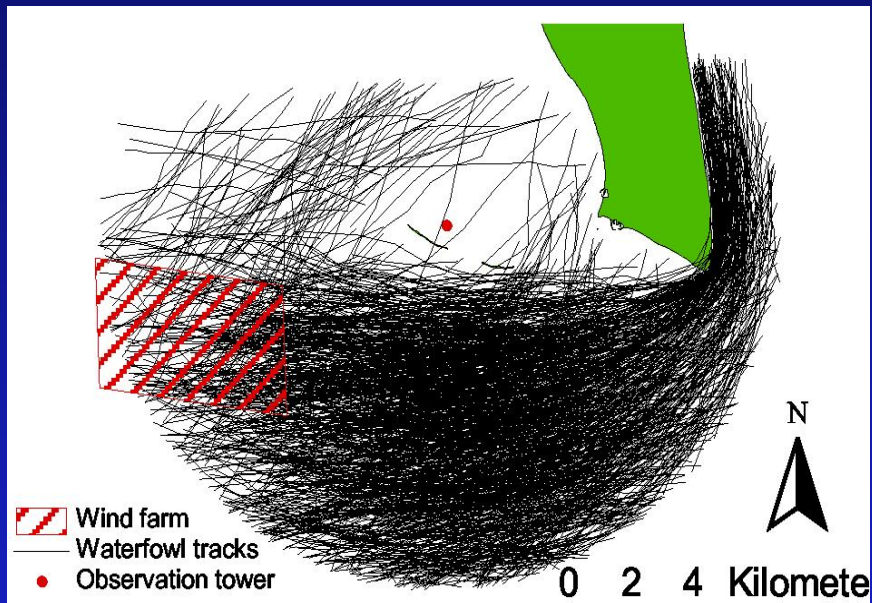 N
Wind farm
Waterfowl tracks
Observation tower
0 2 4 Kilomete